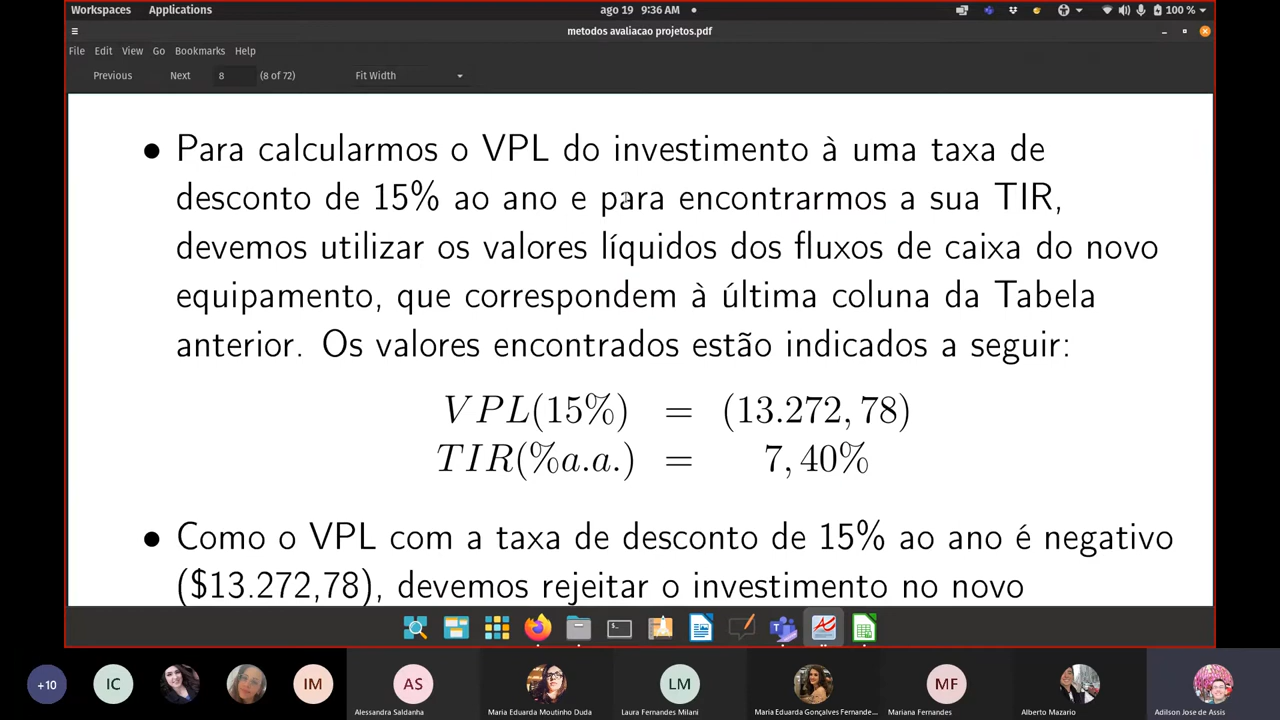 Workspaces Applications ago 19 9:36 AM 100 %
metodos avaliacao projetos.pdf
File Edit View Go Bookmarks Help
Previous Next 8 (8 of 72) Fit Width
• Para calcularmos o VPL do investimento à uma taxa de
desconto de 15% ao ano e para encontrarmos a sua TIR,
devemos utilizar os valores líquidos dos fluxos de caixa do novo
equipamento, que correspondem à última coluna da Tabela
anterior. Os valores encontrados estão indicados a seguir:
VPL(15%) = (13.272, 78)
TIR(%a.a.) = 7, 40%
• Como o VPL com a taxa de desconto de 15% ao ano é negativo
($13.272,78), devemos rejeitar o investimento no novo
+10 IC IM AS LM MF
Alessandra Saldanha Maria Eduarda Moutinho Duda Laura Fernandes Milani Maria Eduarda Gonçalves Fernande... Mariana Fernandes Alberto Mazario Adilson Jose de Assis